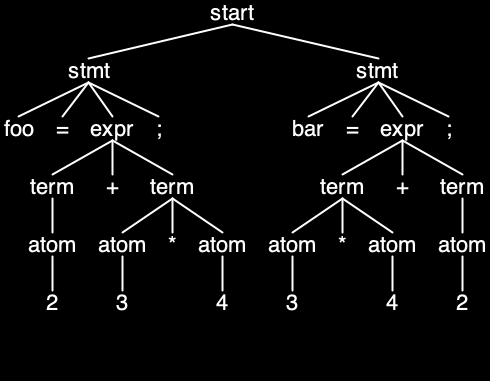 start
stmt stmt
foo = expr ; bar = expr ;
term + term term + term
atom atom * atom atom * atom atom
2 3 4 3 4 2